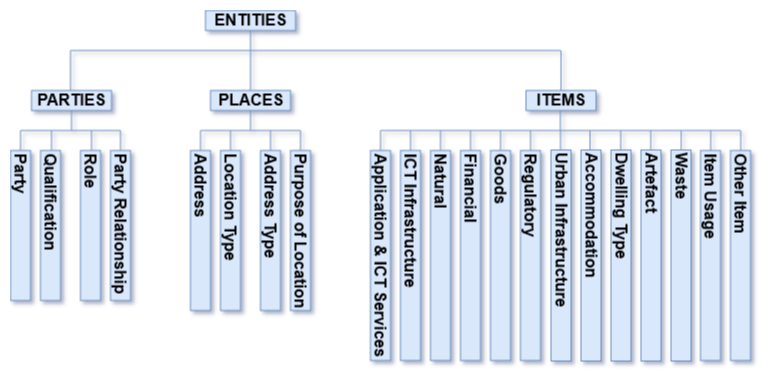 ENTITIES
PARTIES
PLACES
ITEMS
Party
Qualification
Role
Party Relationship
Address
Location Type
Address Type
Purpose of Location
Application & ICT Services
ICT Infrastructure
Natural
Financial
Goods
Regulatory
Urban Infrastructure
Accommodation
Dwelling Type
Artefact
Waste
Item Usage
Other Item